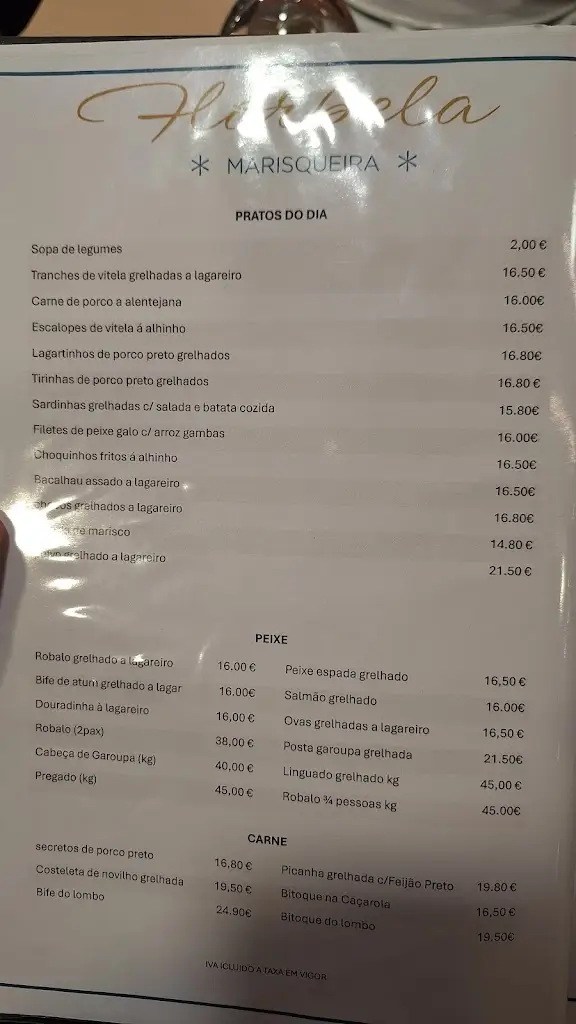 Florbela
* MARISQUEIRA *
PRATOS DO DIA
Sopa de legumes 2,00 €
Tranches de vitela grelhadas a lagareiro 16.50 €
Carne de porco a alentejana 16.00€
Escalopes de vitela á alhinho 16.50€
Lagartinhos de porco preto grelhados 16.80€
Tirinhas de porco preto grelhados 16.80 €
Sardinhas grelhadas c/ salada e batata cozida 15.80€
Filetes de peixe galo c/ arroz gambas 16.00€
Choquinhos fritos á alhinho 16.50€
Bacalhau assado a lagareiro 16.50€
grelhados a lagareiro 16.80€
de marisco 14.80 €
grelhado a lagareiro 21.50 €
PEIXE
Robalo grelhado a lagareiro 16.00 € Peixe espada grelhado 16,50 €
Bife de atum grelhado a lagar 16.00€ Salmão grelhado 16.00€
Douradinha à lagareiro 16,00 € Ovas grelhadas a lagareiro 16,50 €
Robalo (2pax) 38,00 € Posta garoupa grelhada 21.50€
Cabeça de Garoupa (kg) 40,00 € Linguado grelhado kg 45,00 €
Pregado (kg) 45,00 € Robalo ¾ pessoas kg 45.00€
CARNE
secretos de porco preto 16,80 € Picanha grelhada c/Feijão Preto 19.80 €
Costeleta de novilho grelhada 19,50 € Bitoque na Caçarola 16,50 €
Bife do lombo 24.90€ Bitoque do lombo 19.50€
IVA ICLUIDO A TAXA EM VIGOR